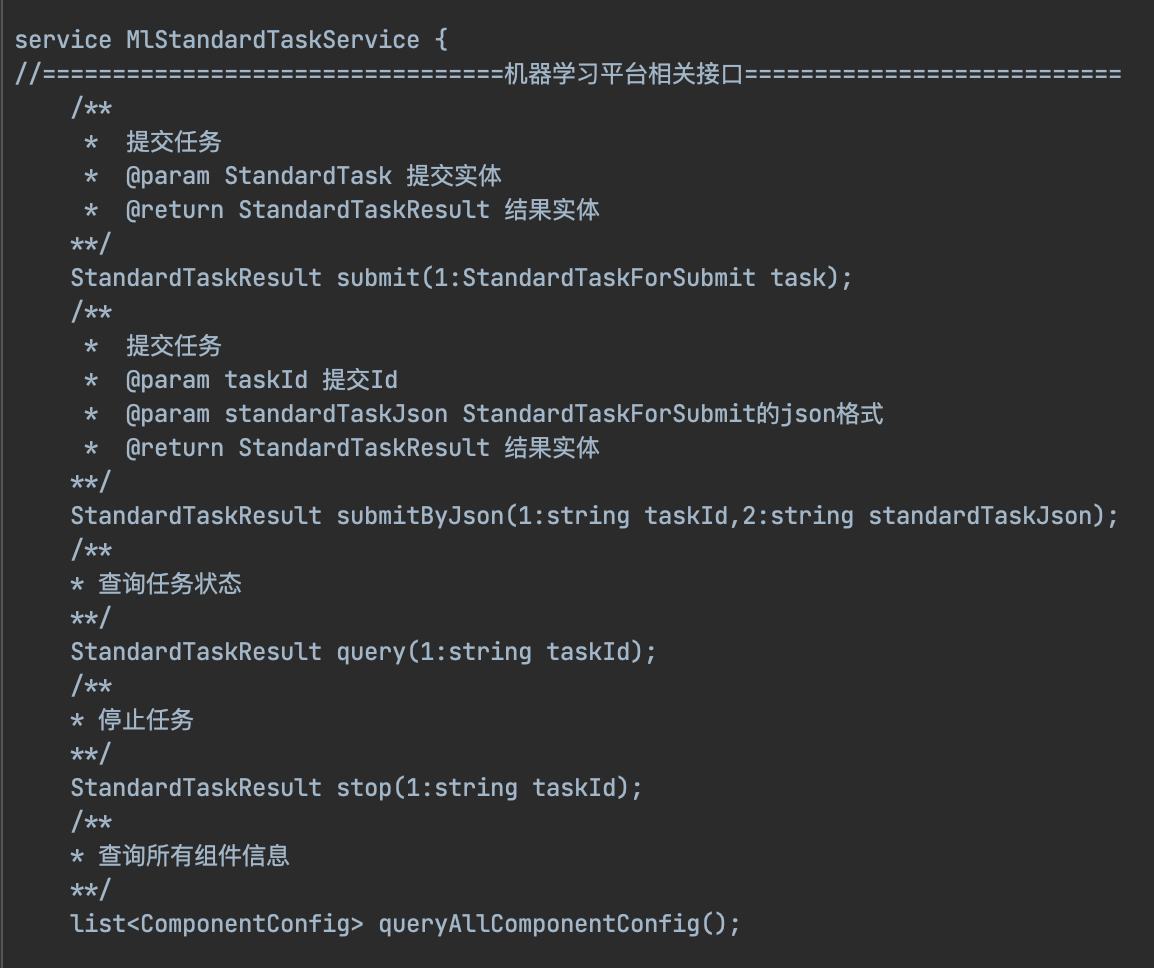 service MlStandardTaskService {
//=================================机器学习平台相关接口===========================
    /**
     *  提交任务
     *  @param StandardTask 提交实体
     *  @return StandardTaskResult 结果实体
    **/
    StandardTaskResult submit(1:StandardTaskForSubmit task);
    /**
     *  提交任务
     *  @param taskId 提交Id
     *  @param standardTaskJson StandardTaskForSubmit的json格式
     *  @return StandardTaskResult 结果实体
    **/
    StandardTaskResult submitByJson(1:string taskId,2:string standardTaskJson);
    /**
    * 查询任务状态
    **/
    StandardTaskResult query(1:string taskId);
    /**
    * 停止任务
    **/
    StandardTaskResult stop(1:string taskId);
    /**
    * 查询所有组件信息
    **/
    list<ComponentConfig> queryAllComponentConfig();